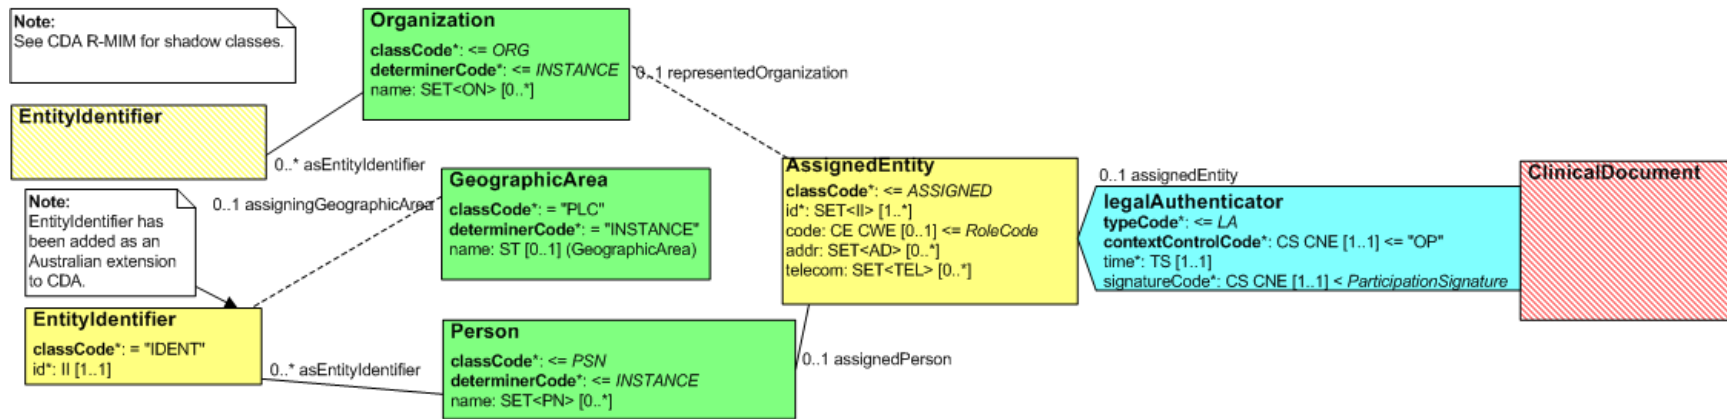 Note:
See CDA R-MIM for shadow classes.
Organization
classCode*: <= ORG
determinerCode*: <= INSTANCE
name: SET<ON> [0..*]
0..1 representedOrganization
EntityIdentifier
0..* asEntityIdentifier
GeographicArea
classCode*: = "PLC"
determinerCode*: = "INSTANCE"
name: ST [0..1] (GeographicArea)
0..1 assigningGeographicArea
Note:
EntityIdentifier has
been added as an
Australian extension
to CDA.
AssignedEntity
classCode*: <= ASSIGNED
id*: SET<II> [1..*]
code: CE CWE [0..1] <= RoleCode
addr: SET<AD> [0..*]
telecom: SET<TEL> [0..*]
0..1 assignedEntity
legalAuthenticator
typeCode*: <= LA
contextControlCode*: CS CNE [1..1] <= "OP"
time*: TS [1..1]
signatureCode*: CS CNE [1..1] < ParticipationSignature
ClinicalDocument
EntityIdentifier
classCode*: = "IDENT"
id*: II [1..1]
0..* asEntityIdentifier
Person
classCode*: <= PSN
determinerCode*: <= INSTANCE
name: SET<PN> [0..*]
0..1 assignedPerson